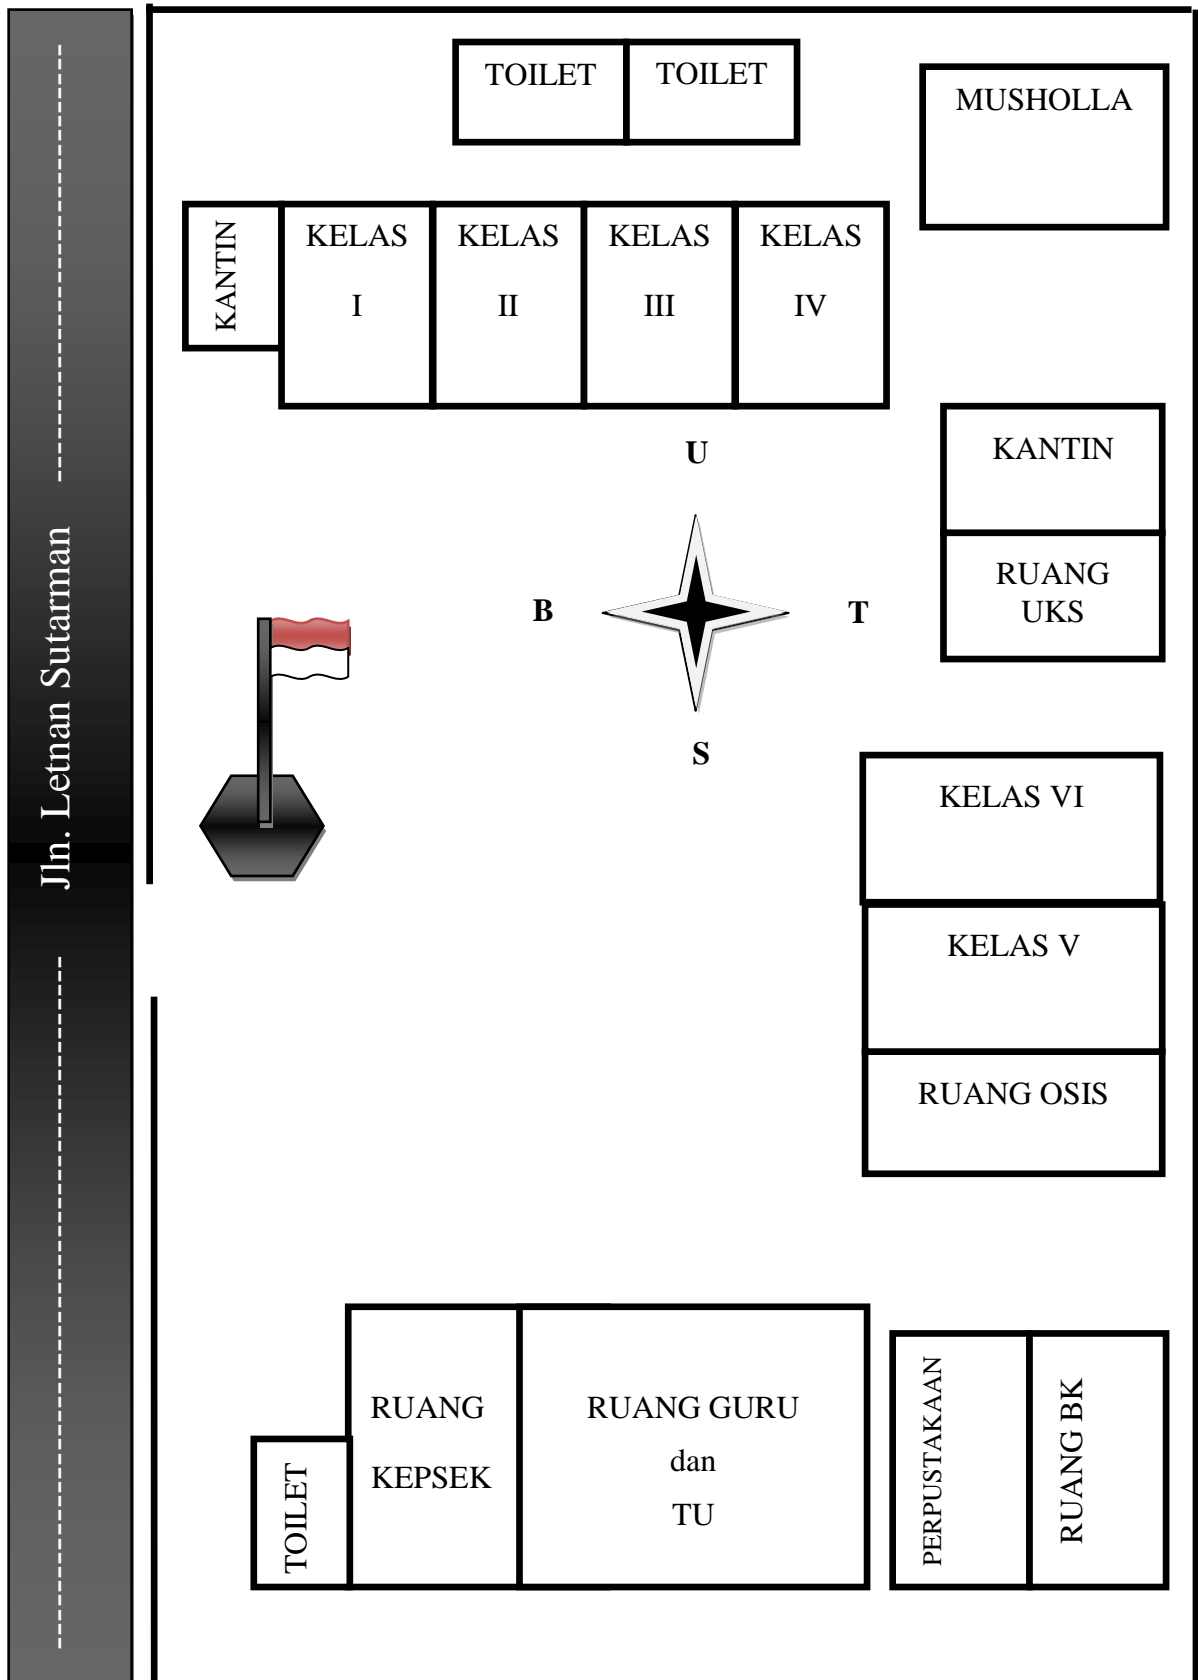 TOILET
TOILET
MUSHOLLA
KANTIN
KELAS
I
KELAS
II
KELAS
III
KELAS
IV
KANTIN
RUANG
UKS
U
B
T
S
Jln. Letnan Sutarman
KELAS VI
KELAS V
RUANG OSIS
TOILET
RUANG
KEPSEK
RUANG GURU
dan
TU
PERPUSTAKAAN
RUANG BK